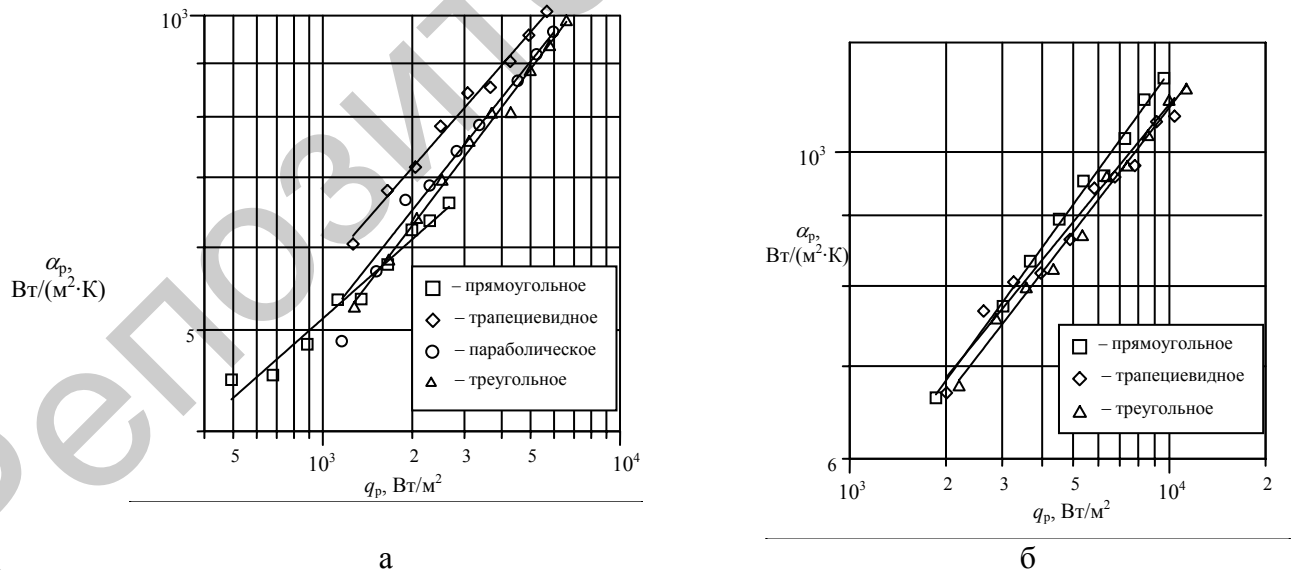 Репозито
10³
α_р,
Вт/(м²·К)
5
– прямоугольное
– трапециевидное
– параболическое
– треугольное
5 10³ 2 3 5 10⁴
q_р, Вт/м²
а
10³
α_р,
Вт/(м²·К)
6
– прямоугольное
– трапециевидное
– треугольное
10³ 2 3 5 10⁴ 2
q_р, Вт/м²
б